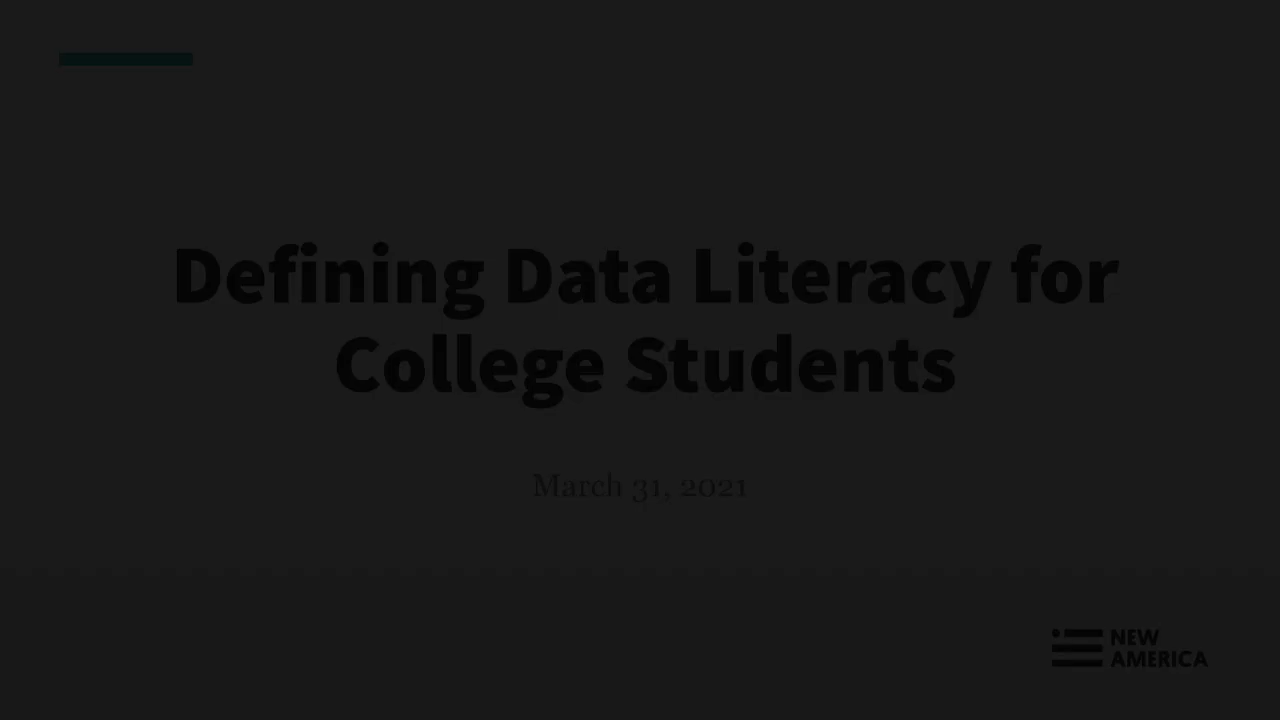 Defining Data Literacy for
College Students
March 31, 2021
NEW
AMERICA